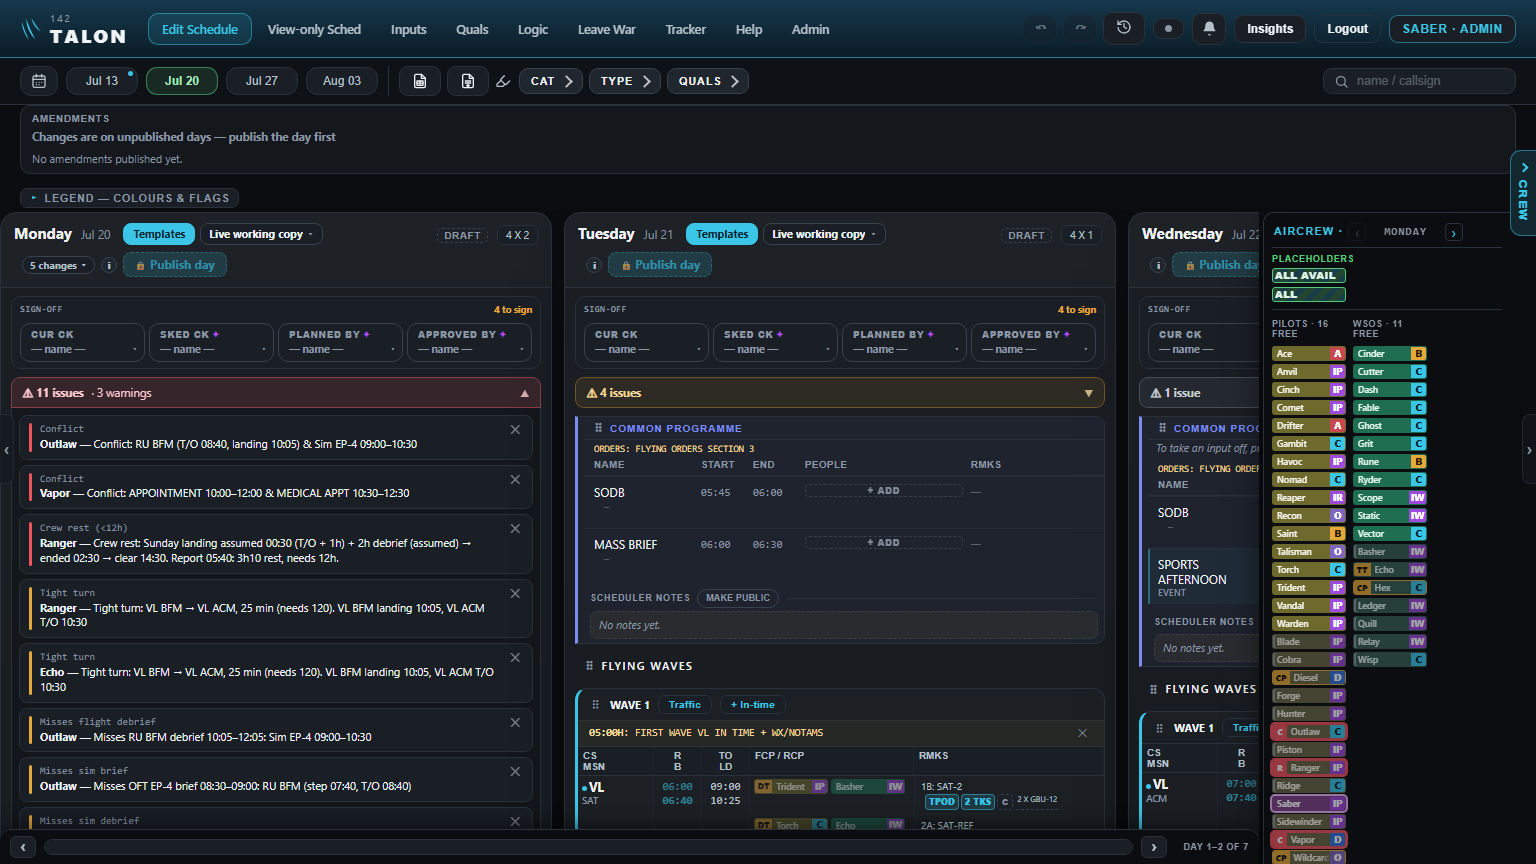 142
TALON
Edit Schedule
View-only Sched
Inputs
Quals
Logic
Leave War
Tracker
Help
Admin
Insights
Logout
SABER · ADMIN
Jul 13
Jul 20
Jul 27
Aug 03
CAT
TYPE
QUALS
name / callsign
AMENDMENTS
Changes are on unpublished days — publish the day first
No amendments published yet.
LEGEND — COLOURS & FLAGS
CREW
Monday Jul 20 Templates Live working copy DRAFT 4 X 2
5 changes i Publish day
SIGN-OFF 4 to sign
CUR CK SKED CK PLANNED BY APPROVED BY
— name — — name — — name — — name —
11 issues · 3 warnings
Conflict
Outlaw — Conflict: RU BFM (T/O 08:40, landing 10:05) & Sim EP-4 09:00–10:30
Conflict
Vapor — Conflict: APPOINTMENT 10:00–12:00 & MEDICAL APPT 10:30–12:30
Crew rest (<12h)
Ranger — Crew rest: Sunday landing assumed 00:30 (T/O + 1h) + 2h debrief (assumed) →
ended 02:30 → clear 14:30. Report 05:40: 3h10 rest, needs 12h.
Tight turn
Ranger — Tight turn: VL BFM → VL ACM, 25 min (needs 120). VL BFM landing 10:05, VL ACM
T/O 10:30
Tight turn
Echo — Tight turn: VL BFM → VL ACM, 25 min (needs 120). VL BFM landing 10:05, VL ACM T/O
10:30
Misses flight debrief
Outlaw — Misses RU BFM debrief 10:05–12:05: Sim EP-4 09:00–10:30
Misses sim brief
Outlaw — Misses OFT EP-4 brief 08:30–09:00: RU BFM (step 07:40, T/O 08:40)
Misses sim debrief
Tuesday Jul 21 Templates Live working copy DRAFT 4 X 1
i Publish day
SIGN-OFF 4 to sign
CUR CK SKED CK PLANNED BY APPROVED BY
— name — — name — — name — — name —
4 issues
COMMON PROGRAMME
ORDERS: FLYING ORDERS SECTION 3
NAME START END PEOPLE RMKS
SODB 05:45 06:00 + ADD —
–
MASS BRIEF 06:00 06:30 + ADD —
–
SCHEDULER NOTES MAKE PUBLIC
No notes yet.
FLYING WAVES
WAVE 1 Traffic + In-time
05:00H: FIRST WAVE VL IN TIME + WX/NOTAMS
CS R TO FCP / RCP RMKS
MSN B LD
VL 06:00 09:00 DT Trident IP Basher IW 1B: SAT-2
SAT 06:40 10:25 TPOD 2 TKS C 2 X GBU-12
DT Torch C Echo IW 2A: SAT-REF
Wednesday Jul 22
i Publish day
SIGN-OFF
CUR CK
— name —
1 issue
COMMON PROG
To take an input off, p
ORDERS: FLYING ORDE
NAME
SODB
–
SPORTS
AFTERNOON
EVENT
SCHEDULER NOTES
No notes yet.
FLYING WAVES
WAVE 1 Traffi
CS R
MSN B
VL 07:00
ACM 07:40
AIRCREW · MONDAY
PLACEHOLDERS
ALL AVAIL
ALL
PILOTS · 16 FREE
WSOS · 11 FREE
Ace A Cinder B
Anvil IP Cutter C
Cinch IP Dash C
Comet IP Fable C
Drifter A Ghost C
Gambit C Grit C
Havoc IP Rune B
Nomad C Ryder C
Reaper IR Scope IW
Recon O Static IW
Saint B Vector C
Talisman O Basher IW
Torch C TT Echo IW
Trident IP CP Hex C
Vandal IP Ledger IW
Warden IP Quill IW
Blade IP Relay IW
Cobra IP Wisp C
CP Diesel D
Forge IP
Hunter IP
C Outlaw C
Piston IP
R Ranger IP
Ridge C
Saber IP
Sidewinder IP
C Vapor D
CP Wildcard O
DAY 1–2 OF 7